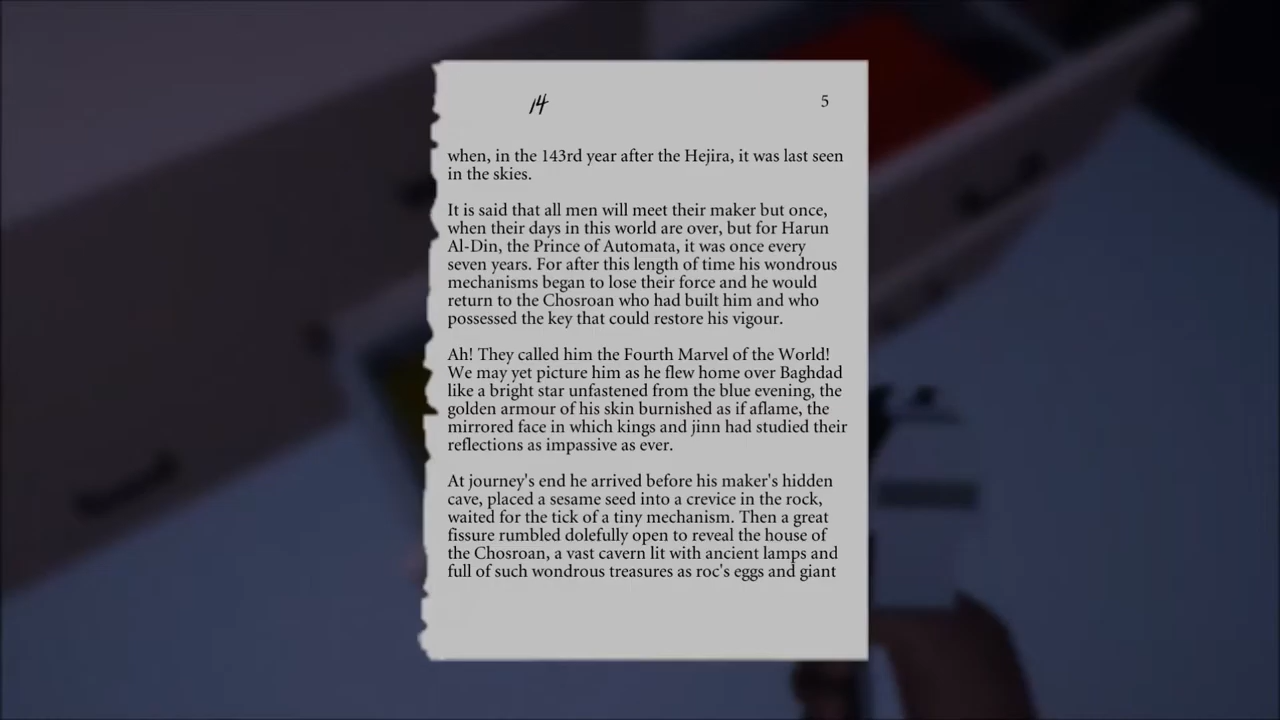 14
5
when, in the 143rd year after the Hejira, it was last seen
in the skies.
It is said that all men will meet their maker but once,
when their days in this world are over, but for Harun
Al-Din, the Prince of Automata, it was once every
seven years. For after this length of time his wondrous
mechanisms began to lose their force and he would
return to the Chosroan who had built him and who
possessed the key that could restore his vigour.
Ah! They called him the Fourth Marvel of the World!
We may yet picture him as he flew home over Baghdad
like a bright star unfastened from the blue evening, the
golden armour of his skin burnished as if aflame, the
mirrored face in which kings and jinn had studied their
reflections as impassive as ever.
At journey's end he arrived before his maker's hidden
cave, placed a sesame seed into a crevice in the rock,
waited for the tick of a tiny mechanism. Then a great
fissure rumbled dolefully open to reveal the house of
the Chosroan, a vast cavern lit with ancient lamps and
full of such wondrous treasures as roc's eggs and giant